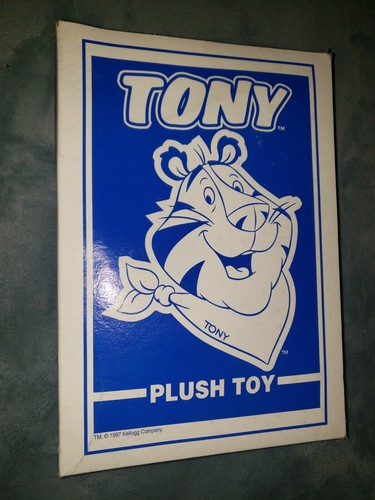 TONY
TM
TONY
TM
PLUSH TOY
TM, © 1997 Kellogg Company